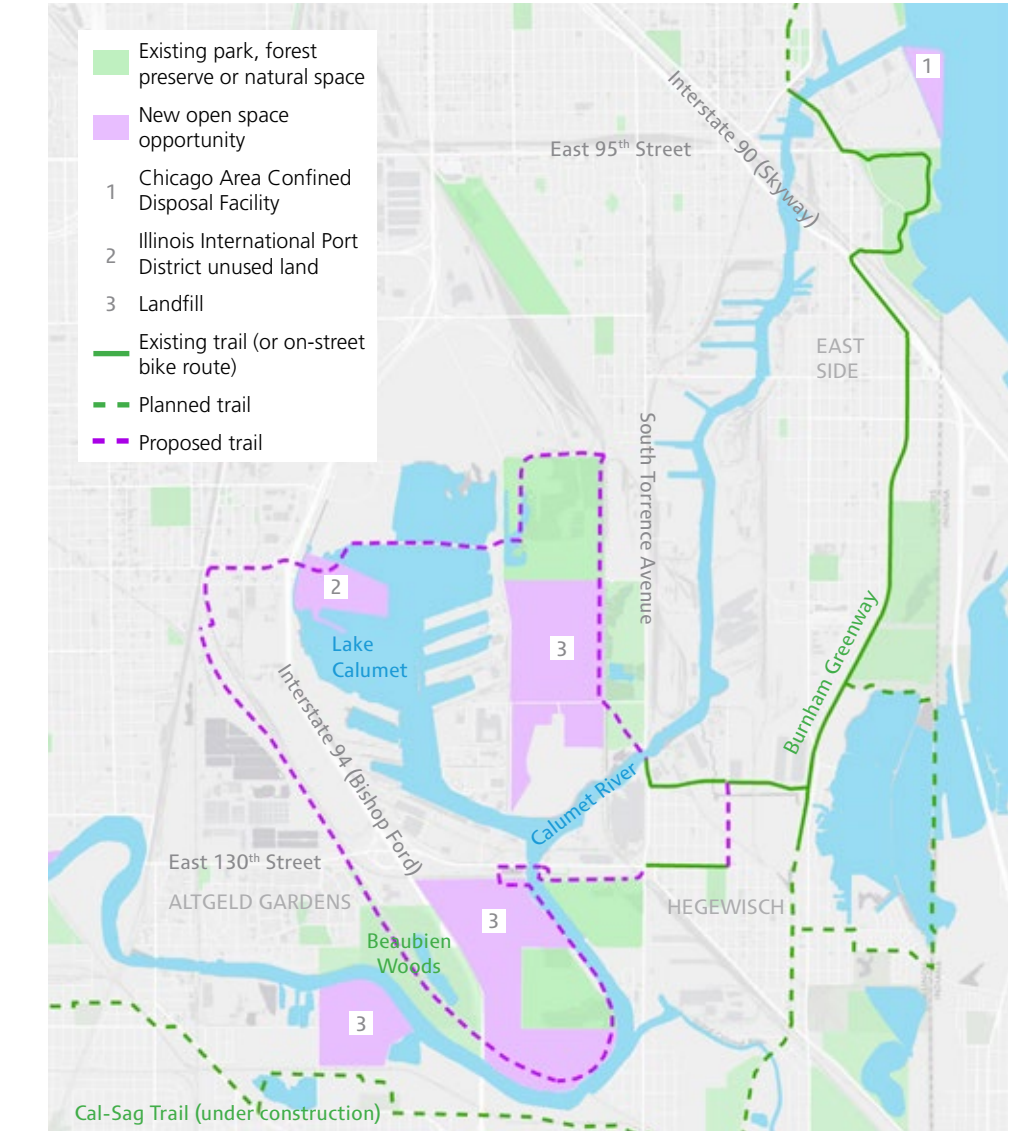 Existing park, forest
preserve or natural space
New open space
opportunity
1 Chicago Area Confined
Disposal Facility
2 Illinois International Port
District unused land
3 Landfill
Existing trail (or on-street
bike route)
Planned trail
Proposed trail
1
Interstate 90 (Skyway)
East 95th Street
EAST
SIDE
South Torrence Avenue
2
3
Lake
Calumet
Burnham Greenway
Interstate 94 (Bishop Ford)
Calumet River
East 130th Street
ALTGELD GARDENS
HEGEWISCH
3
Beaubien
Woods
3
Cal-Sag Trail (under construction)